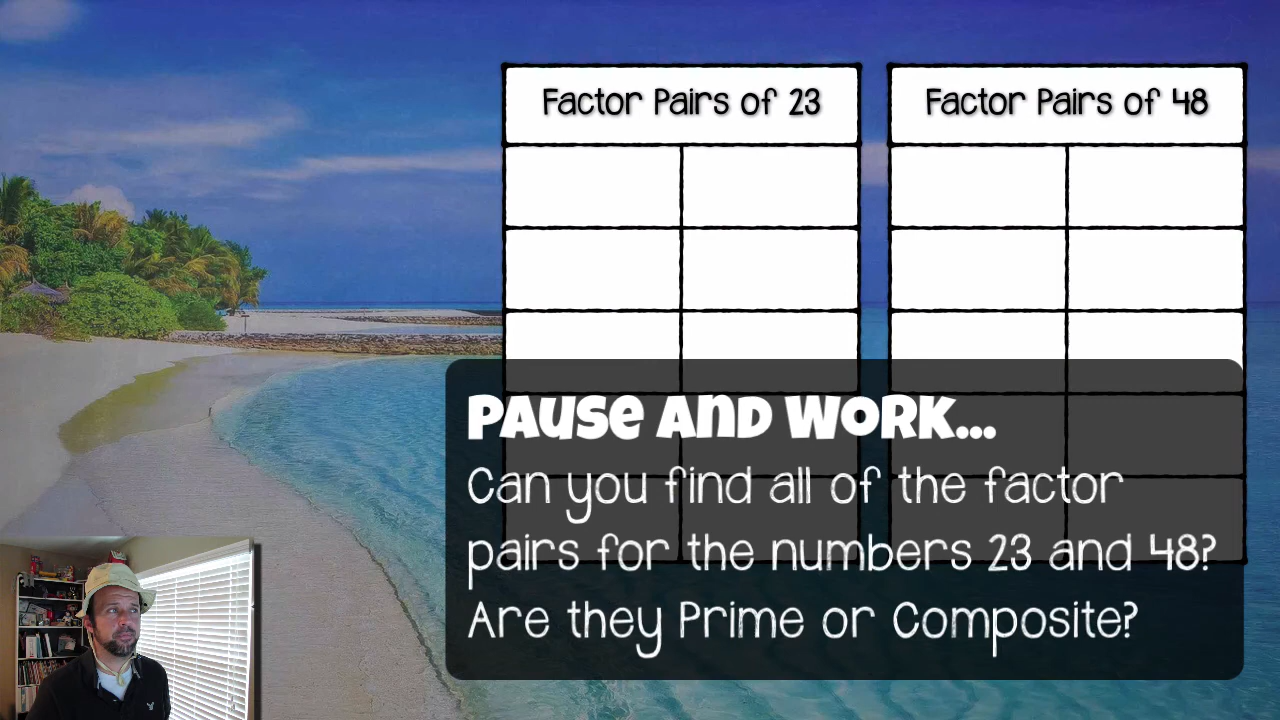 Factor Pairs of 23
Factor Pairs of 48
Pause and Work...
Can you find all of the factor
pairs for the numbers 23 and 48?
Are they Prime or Composite?